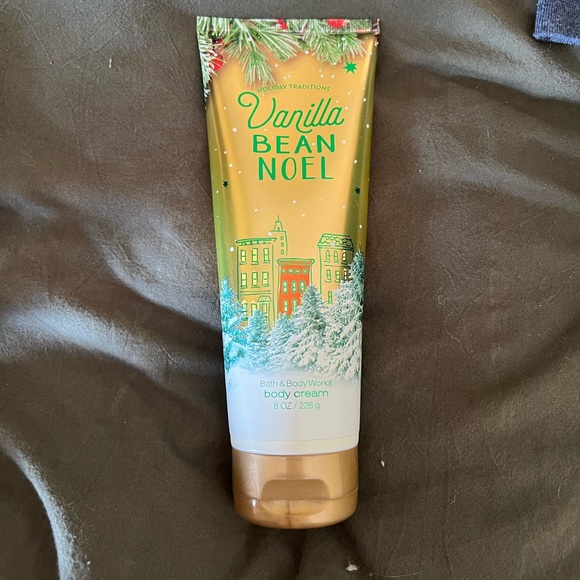 HOLIDAY TRADITIONS
Vanilla
BEAN
NOEL
Bath & Body Works
body cream
8 OZ / 226 g